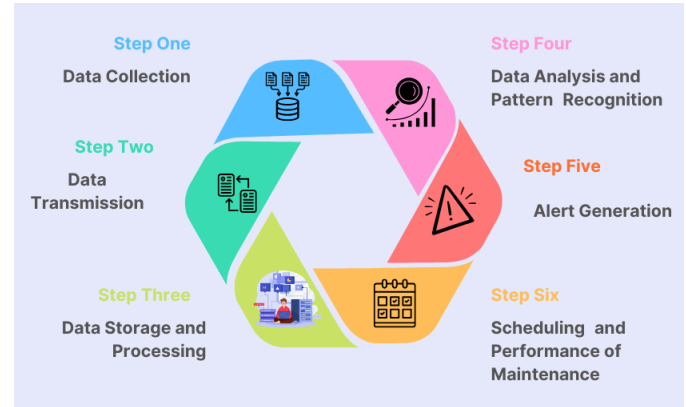 Step One
Data Collection
Step Two
Data
Transmission
Step Three
Data Storage and
Processing
Step Four
Data Analysis and
Pattern Recognition
Step Five
Alert Generation
Step Six
Scheduling and
Performance of
Maintenance